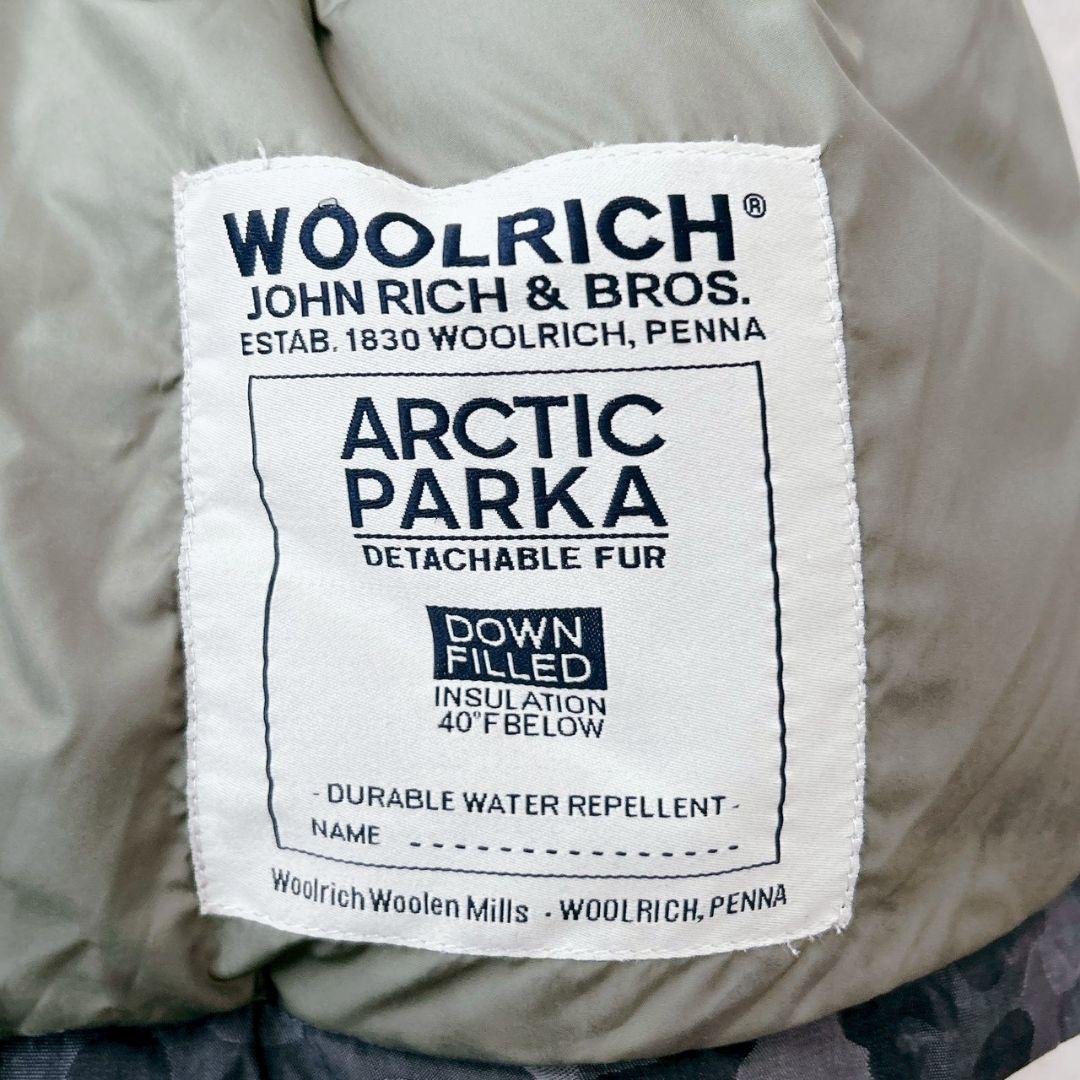 WOOLRICH®
JOHN RICH & BROS.
ESTAB. 1830 WOOLRICH, PENNA
ARCTIC
PARKA
DETACHABLE FUR
DOWN
FILLED
INSULATION
40°F BELOW
- DURABLE WATER REPELLENT -
NAME ----------------
Woolrich Woolen Mills · WOOLRICH, PENNA